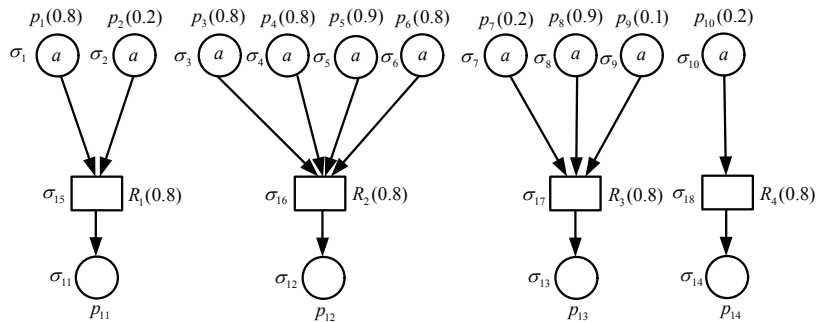 p₁(0.8) p₂(0.2) p₃(0.8) p₄(0.8) p₅(0.9) p₆(0.8) p₇(0.2) p₈(0.9) p₉(0.1) p₁₀(0.2)
σ₁ a σ₂ a σ₃ a σ₄ a σ₅ a σ₆ a σ₇ a σ₈ a σ₉ a σ₁₀ a
σ₁₅ R₁(0.8) σ₁₆ R₂(0.8) σ₁₇ R₃(0.8) σ₁₈ R₄(0.8)
σ₁₁ σ₁₂ σ₁₃ σ₁₄
p₁₁ p₁₂ p₁₃ p₁₄